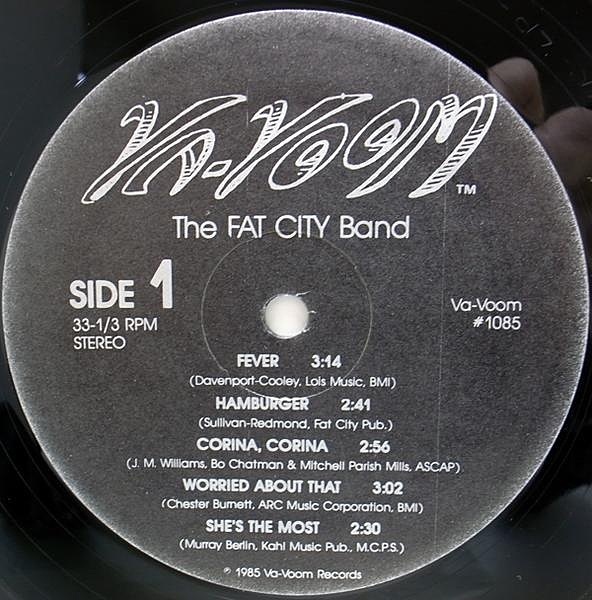 VA-VOOM™
The FAT CITY Band
SIDE 1
33-1/3 RPM
STEREO
Va-Voom
#1085
FEVER 3:14
(Davenport-Cooley, Lois Music, BMI)
HAMBURGER 2:41
(Sullivan-Redmond, Fat City Pub.)
CORINA, CORINA 2:56
(J. M. Williams, Bo Chatman & Mitchell Parish Mills, ASCAP)
WORRIED ABOUT THAT 3:02
(Chester Burnett, ARC Music Corporation, BMI)
SHE'S THE MOST 2:30
(Murray Berlin, Kahl Music Pub., M.C.P.S.)
℗ 1985 Va-Voom Records